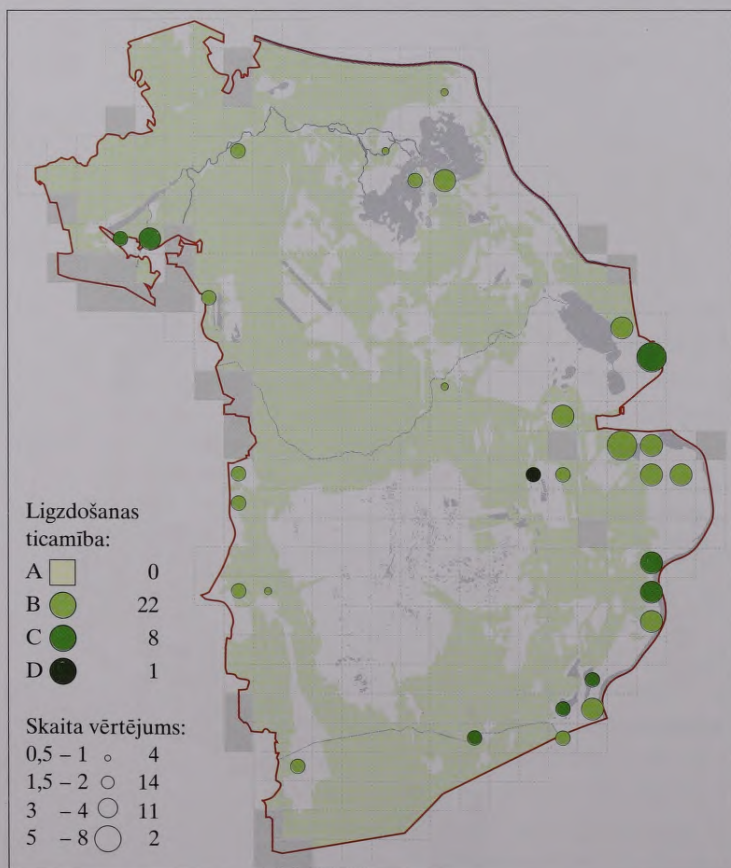 Ligzdošanas
ticamība:
A 0
B 22
C 8
D 1
Skaita vērtējums:
0,5 – 1 4
1,5 – 2 14
3 – 4 11
5 – 8 2